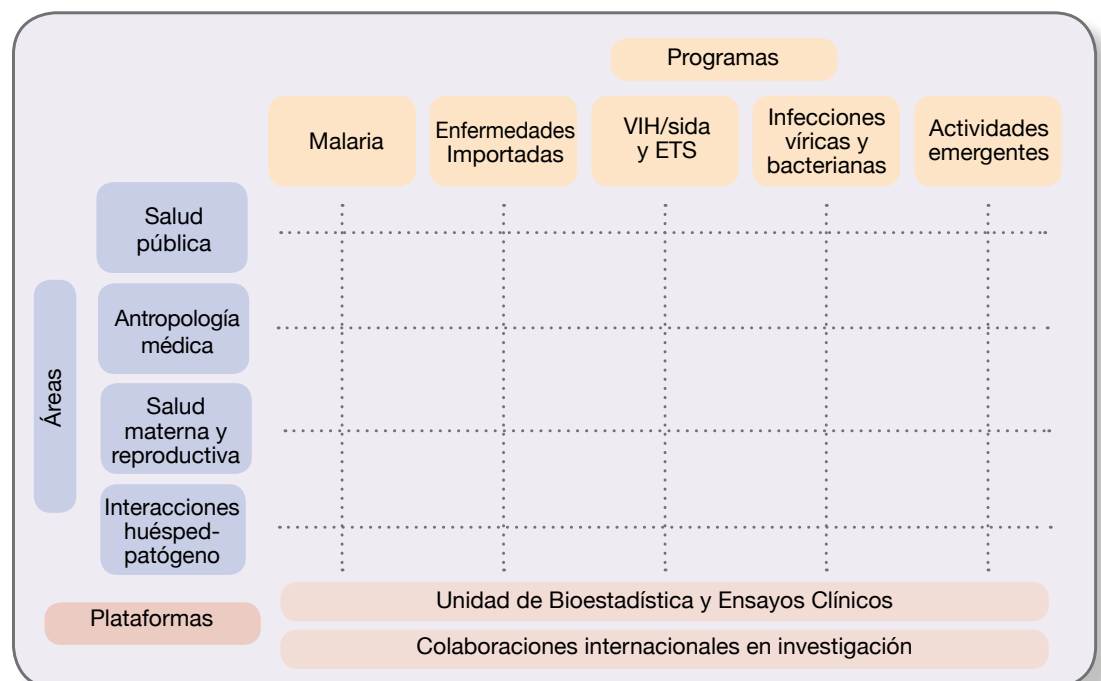 Programas
Malaria
Enfermedades
Importadas
VIH/sida
y ETS
Infecciones
víricas y
bacterianas
Actividades
emergentes
Áreas
Salud
pública
Antropología
médica
Salud
materna y
reproductiva
Interacciones
huésped-
patógeno
Plataformas
Unidad de Bioestadística y Ensayos Clínicos
Colaboraciones internacionales en investigación